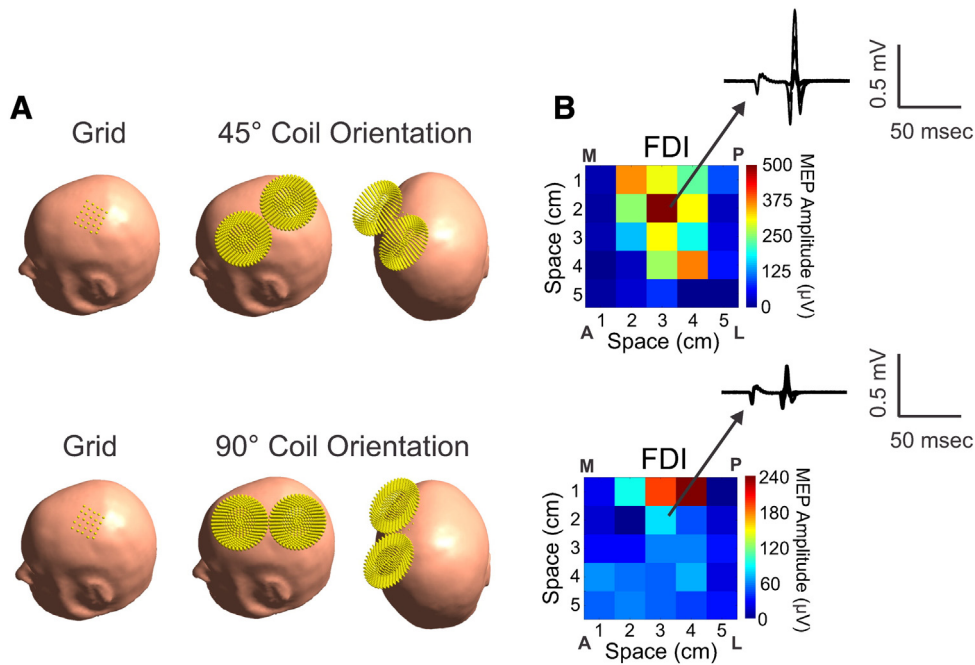 A
Grid
45° Coil Orientation
B
0.5 mV
50 msec
M
FDI
P
500
375
250
125
0
MEP Amplitude (µV)
1
2
3
4
5
Space (cm)
1 2 3 4 5
A
Space (cm)
L
Grid
90° Coil Orientation
0.5 mV
50 msec
M
FDI
P
240
180
120
60
0
MEP Amplitude (µV)
1
2
3
4
5
Space (cm)
1 2 3 4 5
A
Space (cm)
L